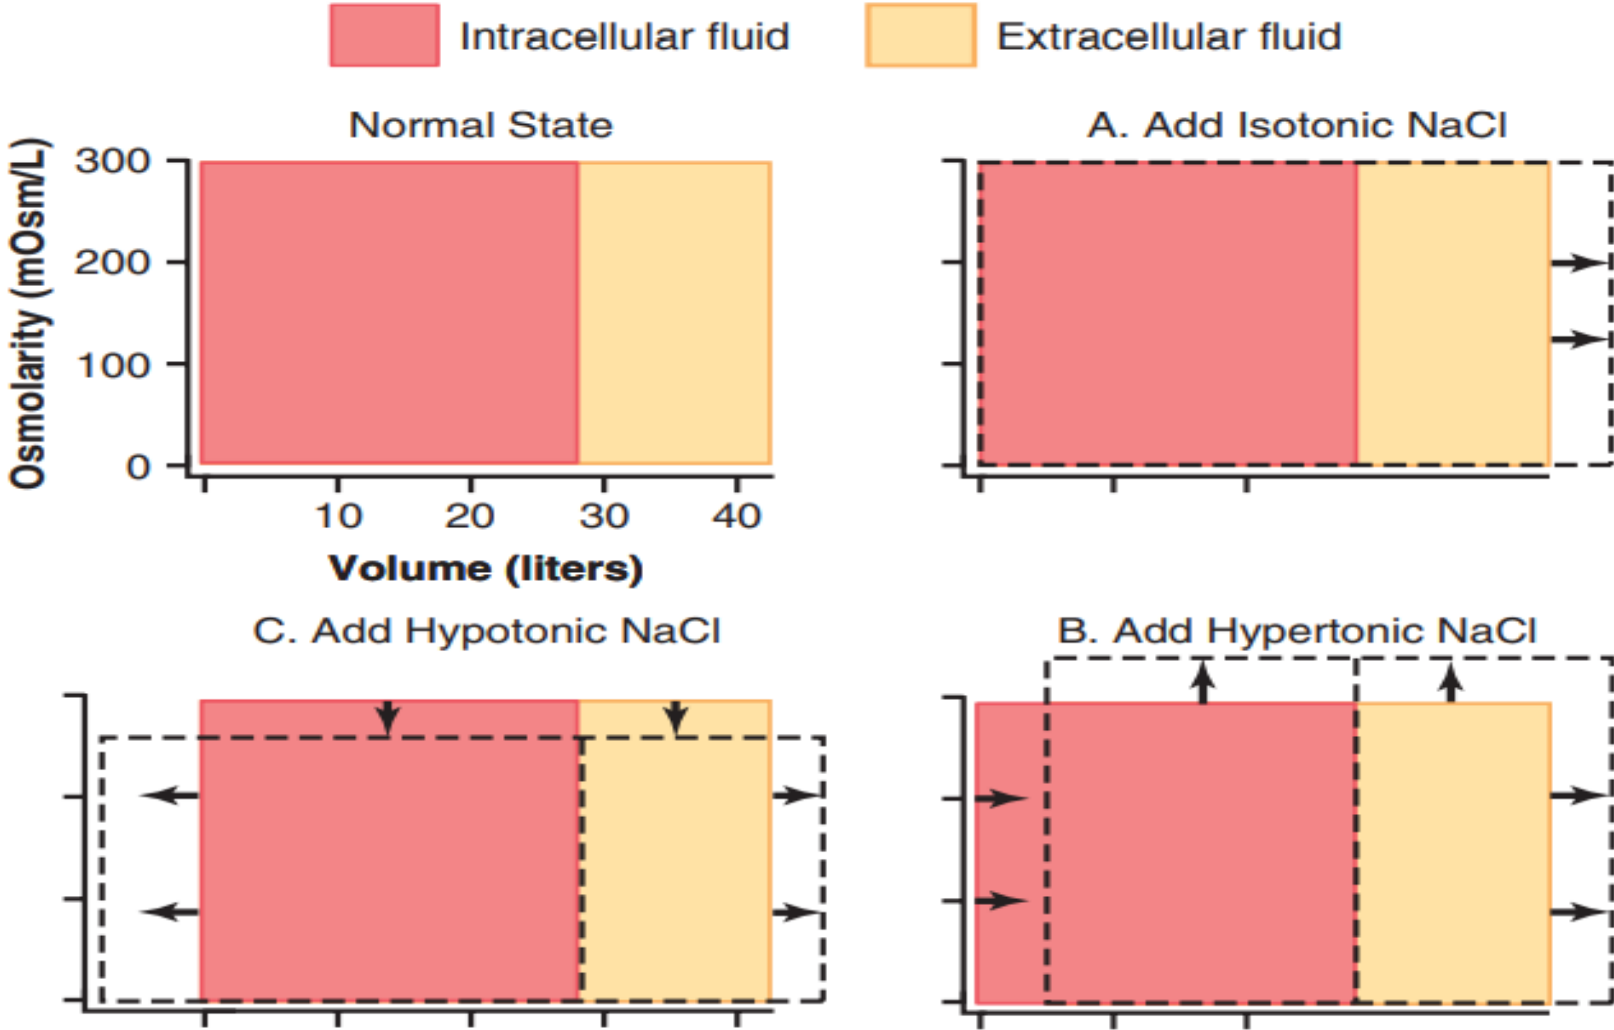 Intracellular fluid
Extracellular fluid
Normal State
A. Add Isotonic NaCl
Osmolarity (mOsm/L)
300
200
100
0
10 20 30 40
Volume (liters)
C. Add Hypotonic NaCl
B. Add Hypertonic NaCl